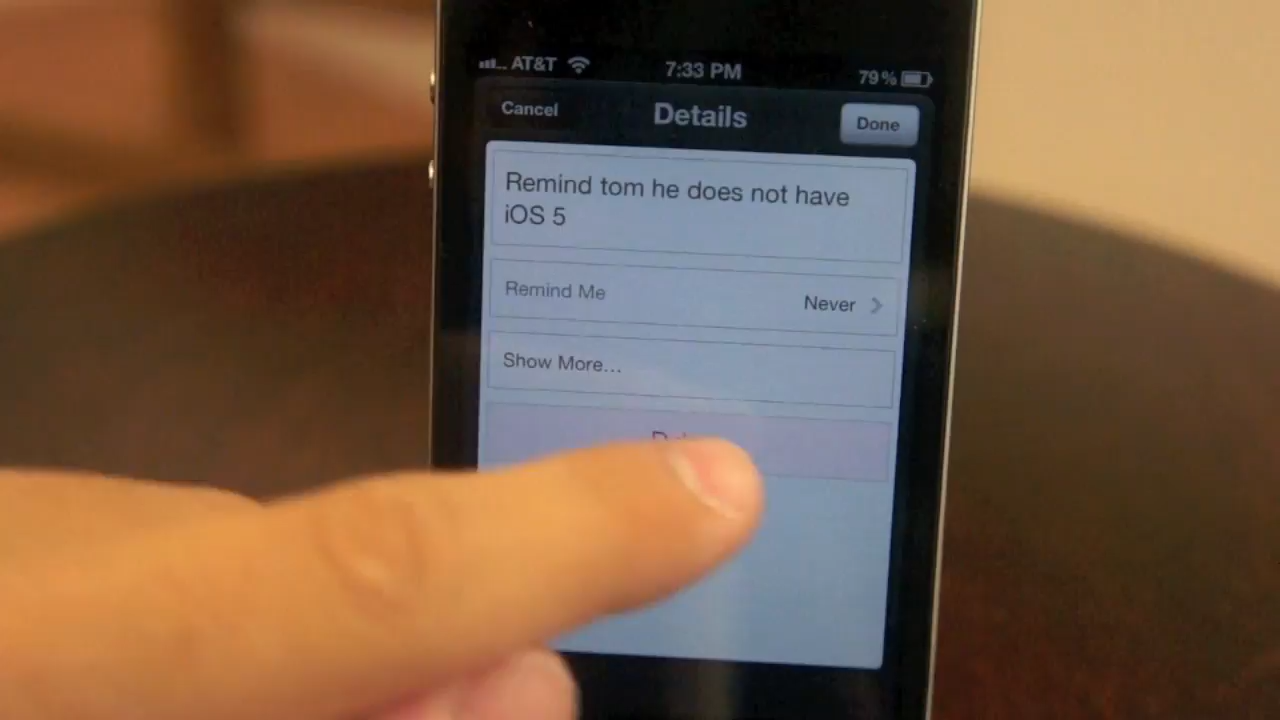 AT&T 7:33 PM 79%
Cancel Details Done
Remind tom he does not have
iOS 5
Remind Me Never
Show More...